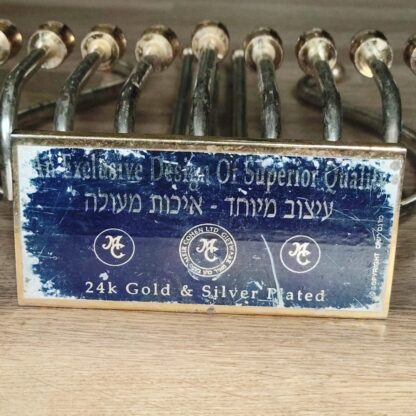 An Exclusive Design Of Superior Quality
עיצוב מיוחד - איכות מעולה
24k Gold & Silver Plated